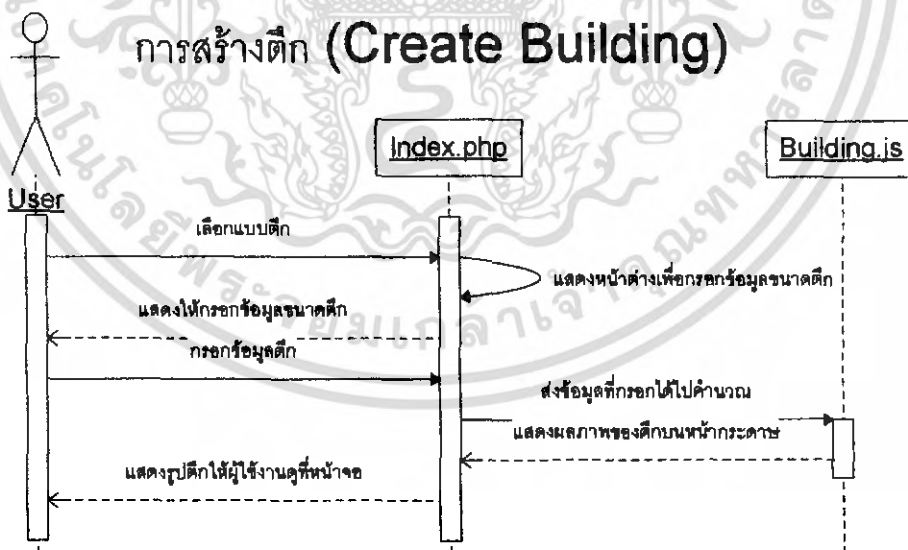 การสร้างตึก (Create Building)
User
Index.php
Building.js
เลือกแบบตึก
แสดงหน้าต่างเพื่อกรอกข้อมูลขนาดตึก
แสดงให้กรอกข้อมูลขนาดตึก
กรอกข้อมูลตึก
ส่งข้อมูลที่กรอกได้ไปคำนวณ
แสดงผลภาพของตึกบนหน้ากระดาษ
แสดงรูปตึกให้ผู้ใช้งานดูที่หน้าจอ